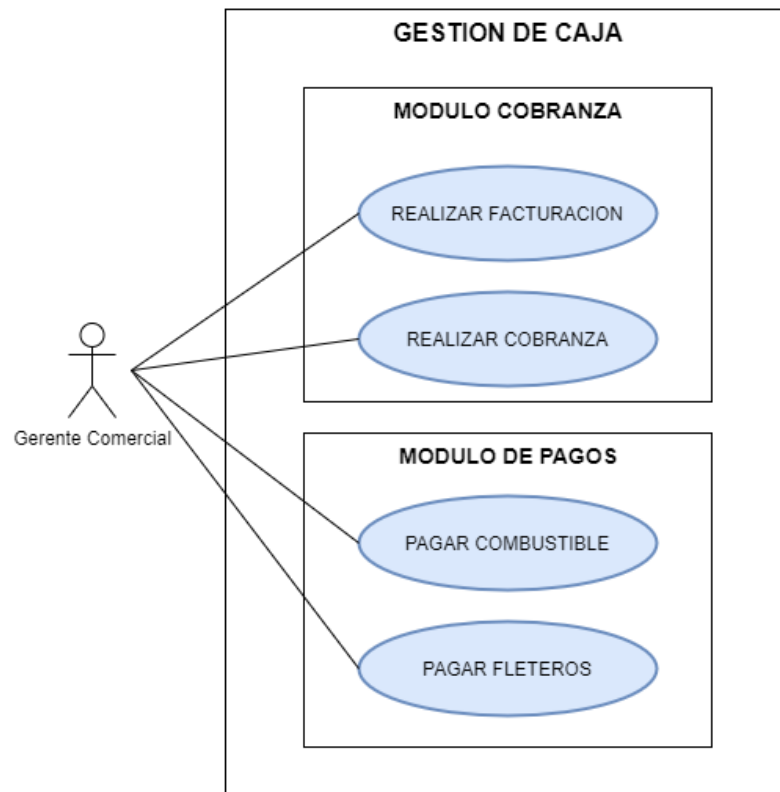 GESTION DE CAJA
MODULO COBRANZA
REALIZAR FACTURACION
REALIZAR COBRANZA
Gerente Comercial
MODULO DE PAGOS
PAGAR COMBUSTIBLE
PAGAR FLETEROS